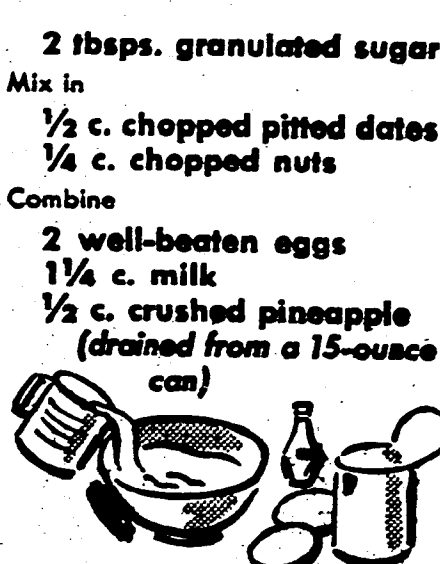 2 tbsps. granulated sugar
Mix in
½ c. chopped pitted dates
¼ c. chopped nuts
Combine
2 well-beaten eggs
1¼ c. milk
½ c. crushed pineapple
(drained from a 15-ounce
can)